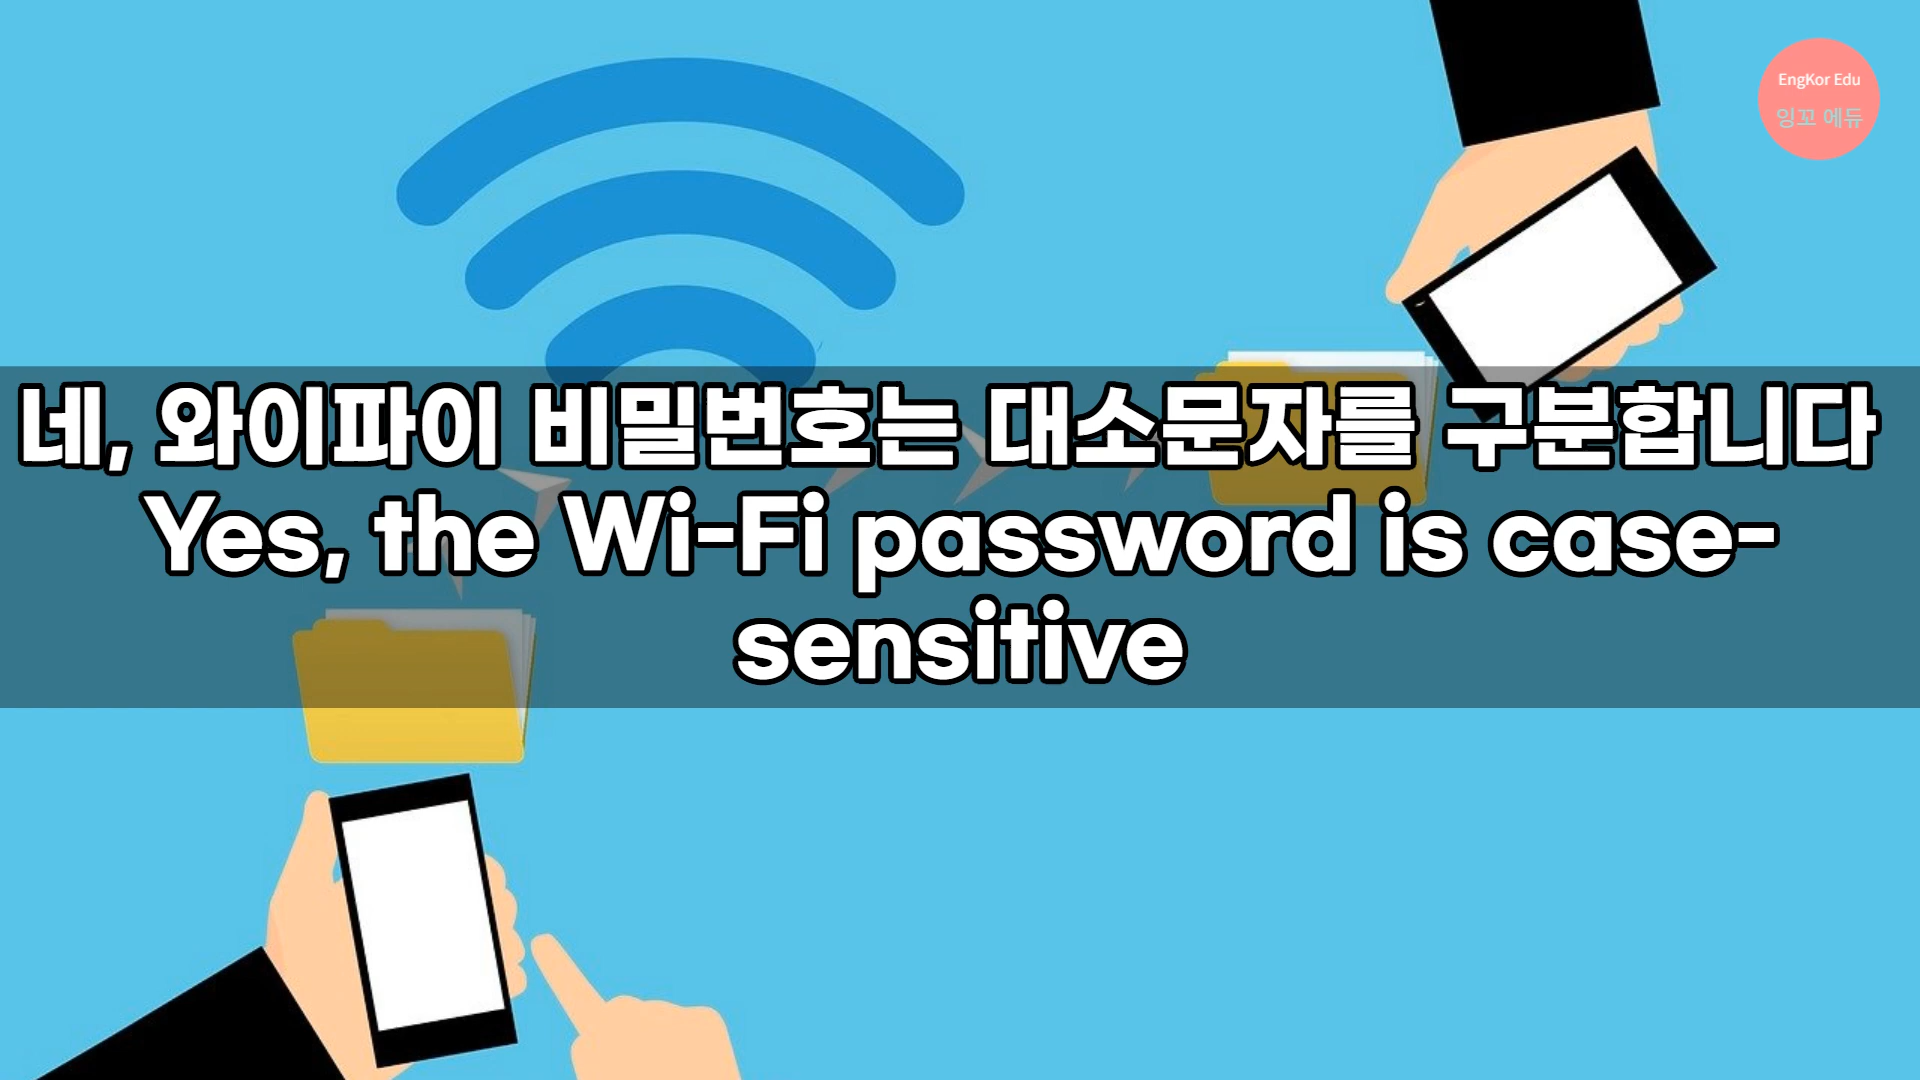 EngKor Edu
잉꼬 에듀
네, 와이파이 비밀번호는 대소문자를 구분합니다
Yes, the Wi-Fi password is case-
sensitive